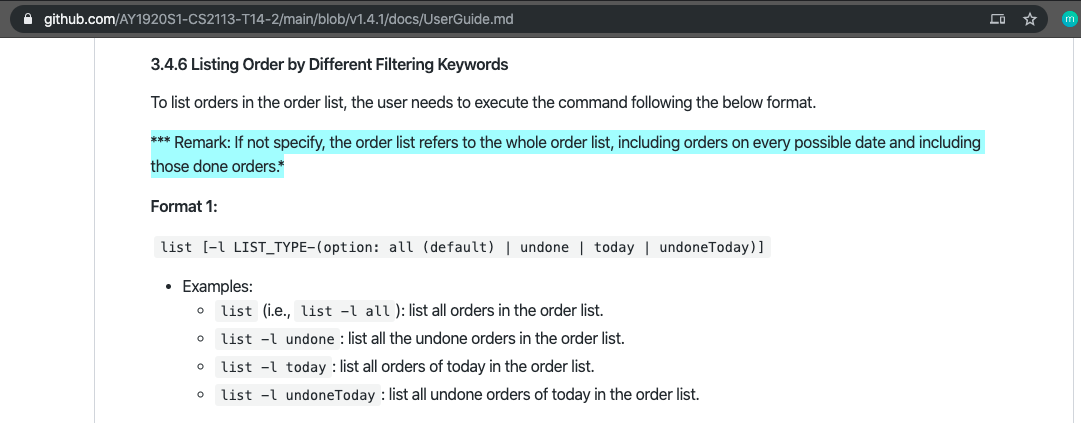 github.com/AY1920S1-CS2113-T14-2/main/blob/v1.4.1/docs/UserGuide.md
m
3.4.6 Listing Order by Different Filtering Keywords
To list orders in the order list, the user needs to execute the command following the below format.
*** Remark: If not specify, the order list refers to the whole order list, including orders on every possible date and including
those done orders.*
Format 1:
list [-l LIST_TYPE-(option: all (default) | undone | today | undoneToday)]
• Examples:
list (i.e., list -l all ): list all orders in the order list.
list -l undone : list all the undone orders in the order list.
list -l today : list all orders of today in the order list.
list -l undoneToday : list all undone orders of today in the order list.